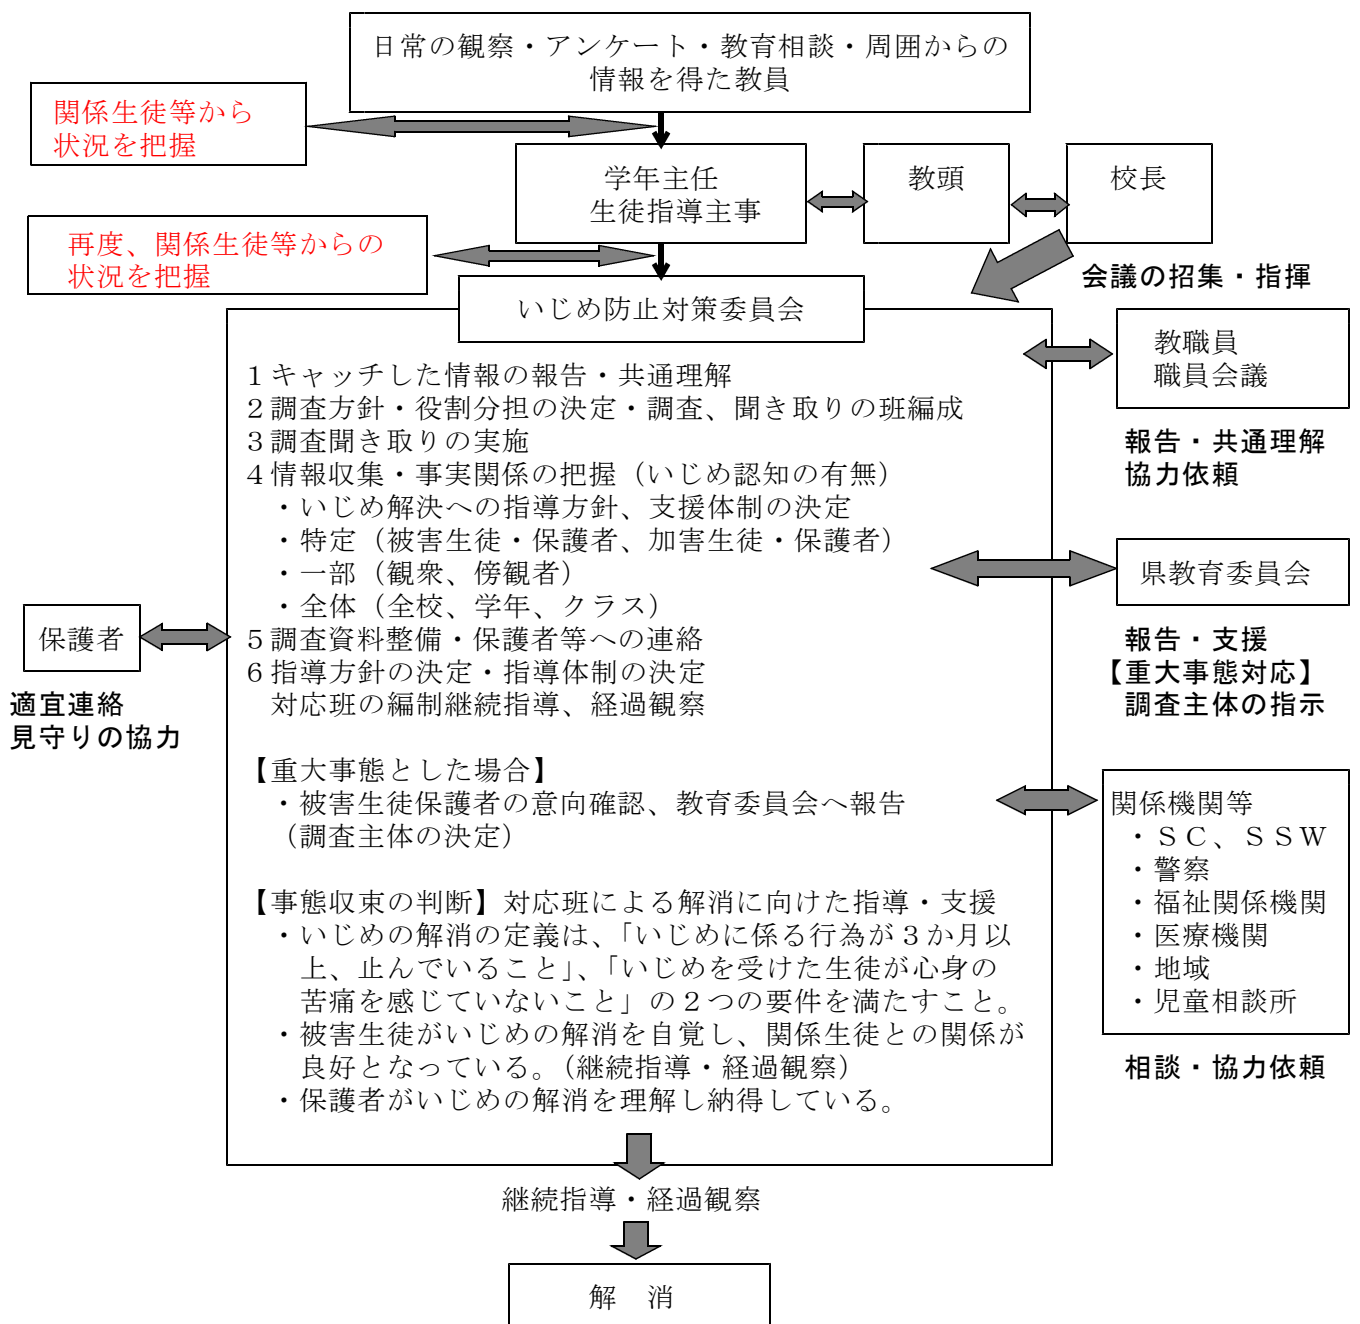 日常の観察・アンケート・教育相談・周囲からの
情報を得た教員
関係生徒等から
状況を把握
学年主任
生徒指導主事
教頭
校長
再度、関係生徒等からの
状況を把握
会議の招集・指揮
いじめ防止対策委員会
1キャッチした情報の報告・共通理解
2調査方針・役割分担の決定・調査、聞き取りの班編成
3調査聞き取りの実施
4情報収集・事実関係の把握（いじめ認知の有無）
・いじめ解決への指導方針、支援体制の決定
・特定（被害生徒・保護者、加害生徒・保護者）
・一部（観衆、傍観者）
・全体（全校、学年、クラス）
5調査資料整備・保護者等への連絡
6指導方針の決定・指導体制の決定
対応班の編制継続指導、経過観察
【重大事態とした場合】
・被害生徒保護者の意向確認、教育委員会へ報告
（調査主体の決定）
【事態収束の判断】対応班による解消に向けた指導・支援
・いじめの解消の定義は、「いじめに係る行為が３か月以
上、止んでいること」、「いじめを受けた生徒が心身の
苦痛を感じていないこと」の２つの要件を満たすこと。
・被害生徒がいじめの解消を自覚し、関係生徒との関係が
良好となっている。（継続指導・経過観察）
・保護者がいじめの解消を理解し納得している。
保護者
適宜連絡
見守りの協力
教職員
職員会議
報告・共通理解
協力依頼
県教育委員会
報告・支援
【重大事態対応】
調査主体の指示
関係機関等
・ＳＣ、ＳＳＷ
・警察
・福祉関係機関
・医療機関
・地域
・児童相談所
相談・協力依頼
継続指導・経過観察
解　消